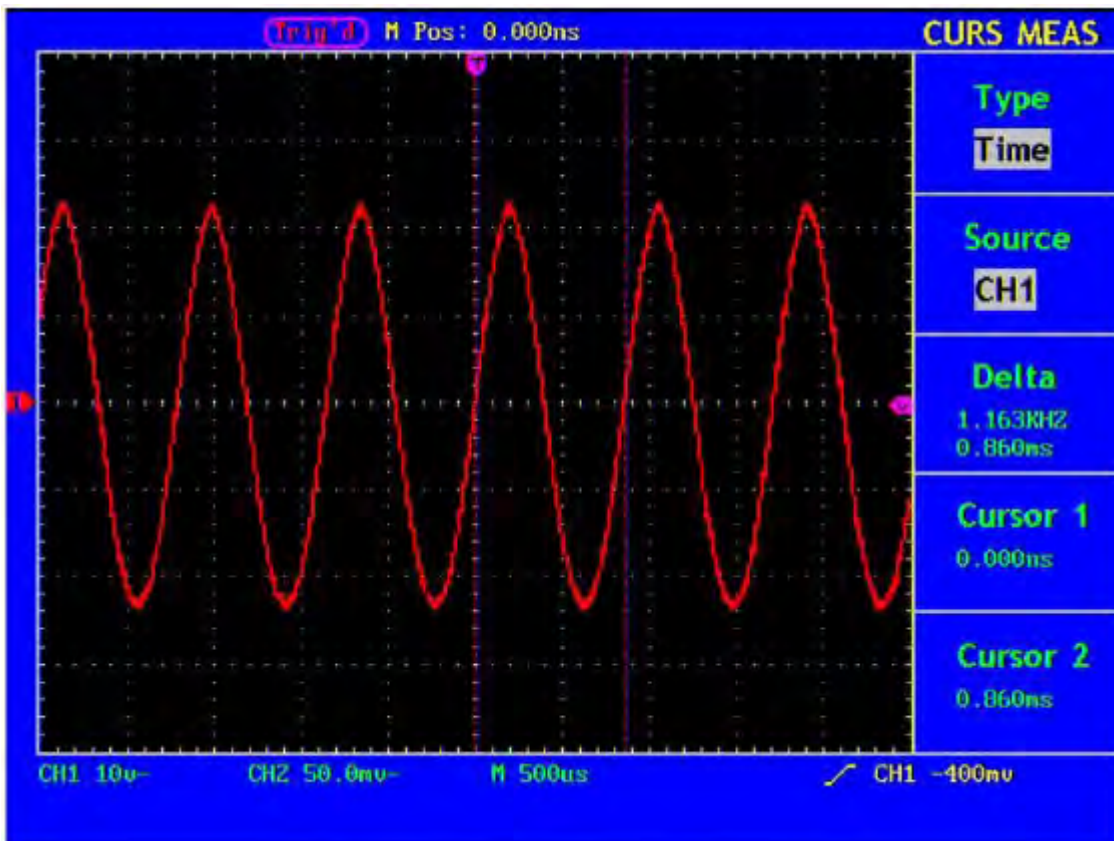 Trig'd M Pos: 0.000ns
CURS MEAS
T
Type
Time
Source
CH1
1
Delta
1.163KHZ
0.860ms
Cursor 1
0.000ns
Cursor 2
0.860ms
CH1 10v- CH2 50.0mv- M 500us CH1 -400mv